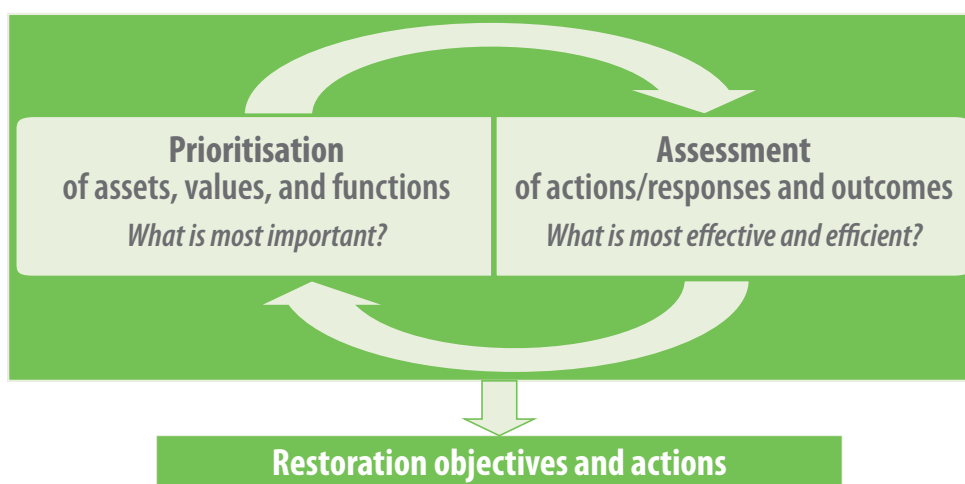 Prioritisation
of assets, values, and functions
What is most important?
Assessment
of actions/responses and outcomes
What is most effective and efficient?
Restoration objectives and actions